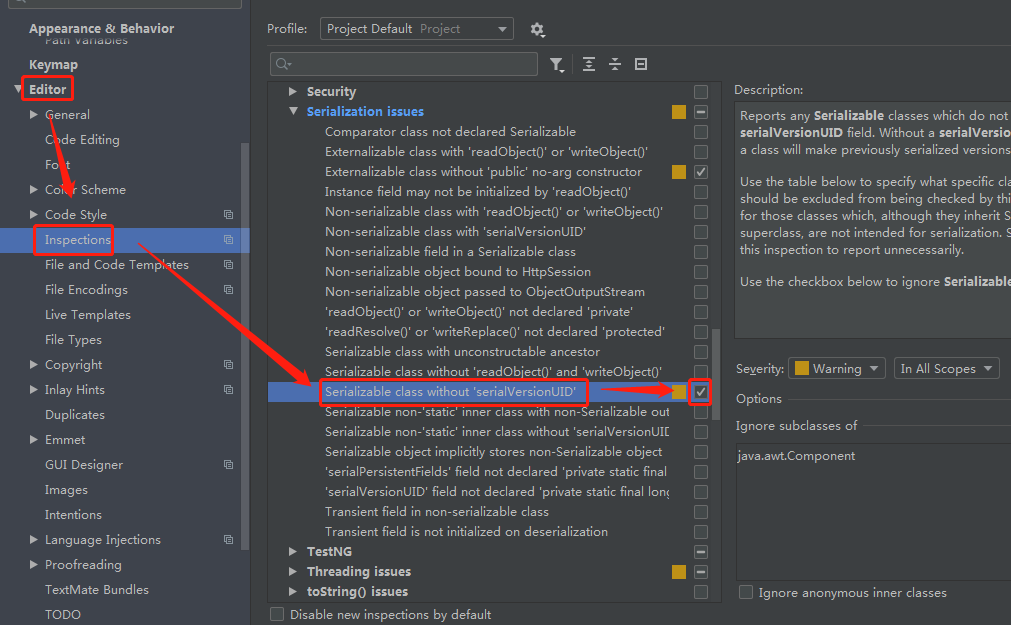 Appearance & Behavior
Path Variables
Keymap
Editor
General
Code Editing
Font
Color Scheme
Code Style
Inspections
File and Code Templates
File Encodings
Live Templates
File Types
Copyright
Inlay Hints
Duplicates
Emmet
GUI Designer
Images
Intentions
Language Injections
Proofreading
TextMate Bundles
TODO
Profile: Project Default Project
Security
Serialization issues
Comparator class not declared Serializable
Externalizable class with 'readObject()' or 'writeObject()'
Externalizable class without 'public' no-arg constructor
Instance field may not be initialized by 'readObject()'
Non-serializable class with 'readObject()' or 'writeObject()'
Non-serializable class with 'serialVersionUID'
Non-serializable field in a Serializable class
Non-serializable object bound to HttpSession
Non-serializable object passed to ObjectOutputStream
'readObject()' or 'writeObject()' not declared 'private'
'readResolve()' or 'writeReplace()' not declared 'protected'
Serializable class with unconstructable ancestor
Serializable class without 'readObject()' and 'writeObject()'
Serializable class without 'serialVersionUID'
Serializable non-'static' inner class with non-Serializable out
Serializable non-'static' inner class without 'serialVersionUID
Serializable object implicitly stores non-Serializable object
'serialPersistentFields' field not declared 'private static final
'serialVersionUID' field not declared 'private static final long
Transient field in non-serializable class
Transient field is not initialized on deserialization
TestNG
Threading issues
toString() issues
Disable new inspections by default
Description:
Reports any Serializable classes which do not
serialVersionUID field. Without a serialVersio
a class will make previously serialized versions
Use the table below to specify what specific cla
should be excluded from being checked by thi
for those classes which, although they inherit S
superclass, are not intended for serialization. S
this inspection to report unnecessarily.
Use the checkbox below to ignore Serializable
Severity: Warning In All Scopes
Options
Ignore subclasses of
java.awt.Component
Ignore anonymous inner classes